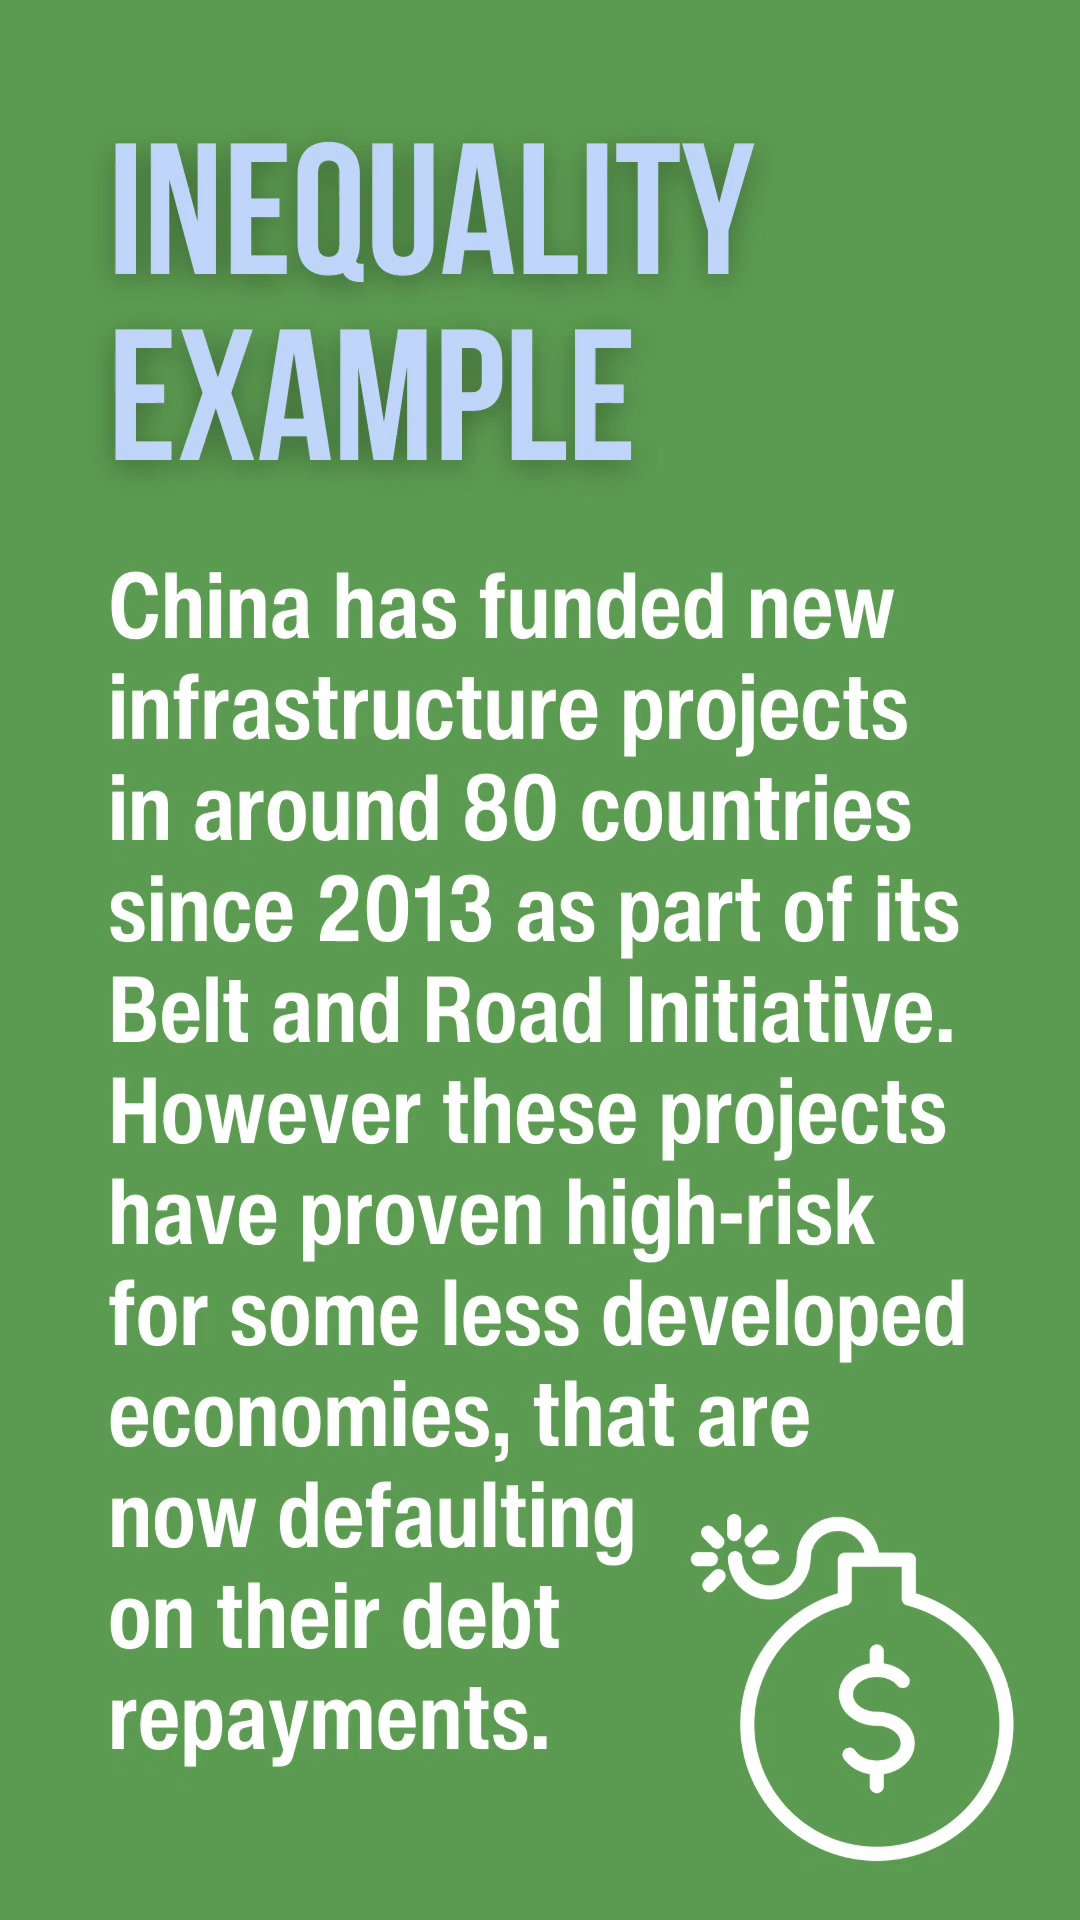 INEQUALITY
EXAMPLE
China has funded new
infrastructure projects
in around 80 countries
since 2013 as part of its
Belt and Road Initiative.
However these projects
have proven high-risk
for some less developed
economies, that are
now defaulting
on their debt
repayments.
$